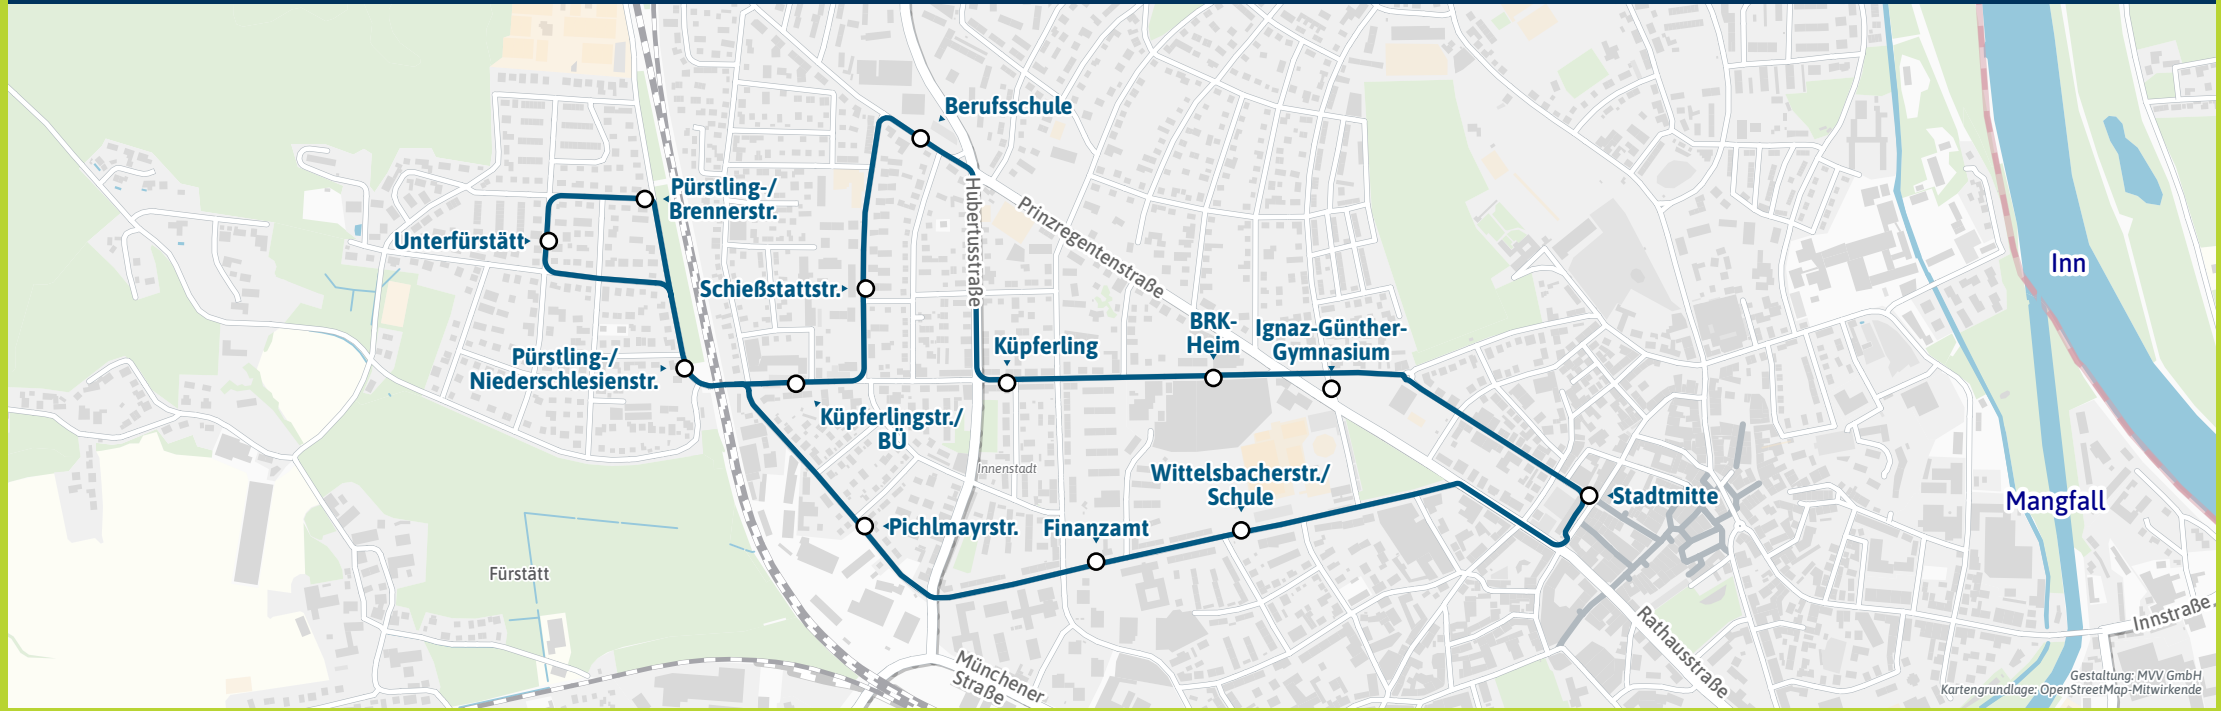 Berufsschule
Pürstling-/
Brennerstr.
Hubertusstraße
Prinzregentenstraße
Unterfürstätt
Inn
Schießstattstr.
BRK-
Heim
Ignaz-Günther-
Gymnasium
Küpferling
Pürstling-/
Niederschlesienstr.
Küpferlingstr./
BÜ
Innenstadt
Wittelsbacherstr./
Schule
Stadtmitte
Mangfall
Pichlmayrstr.
Finanzamt
Fürstätt
Rathausstraße
Innstraße
Münchener
Straße
Gestaltung: MVV GmbH
Kartengrundlage: OpenStreetMap-Mitwirkende